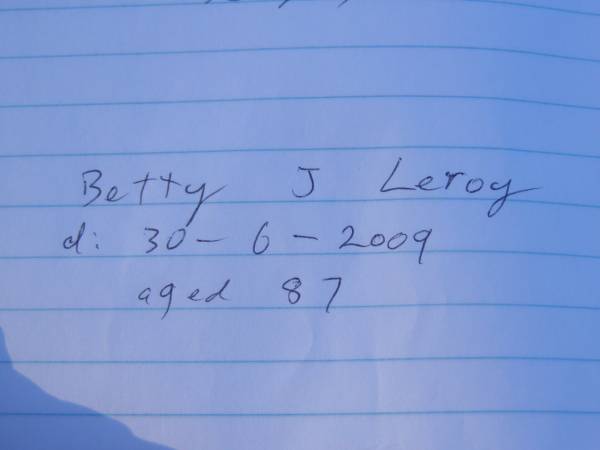 Betty J Leroy
d: 30-6-2009
aged 87